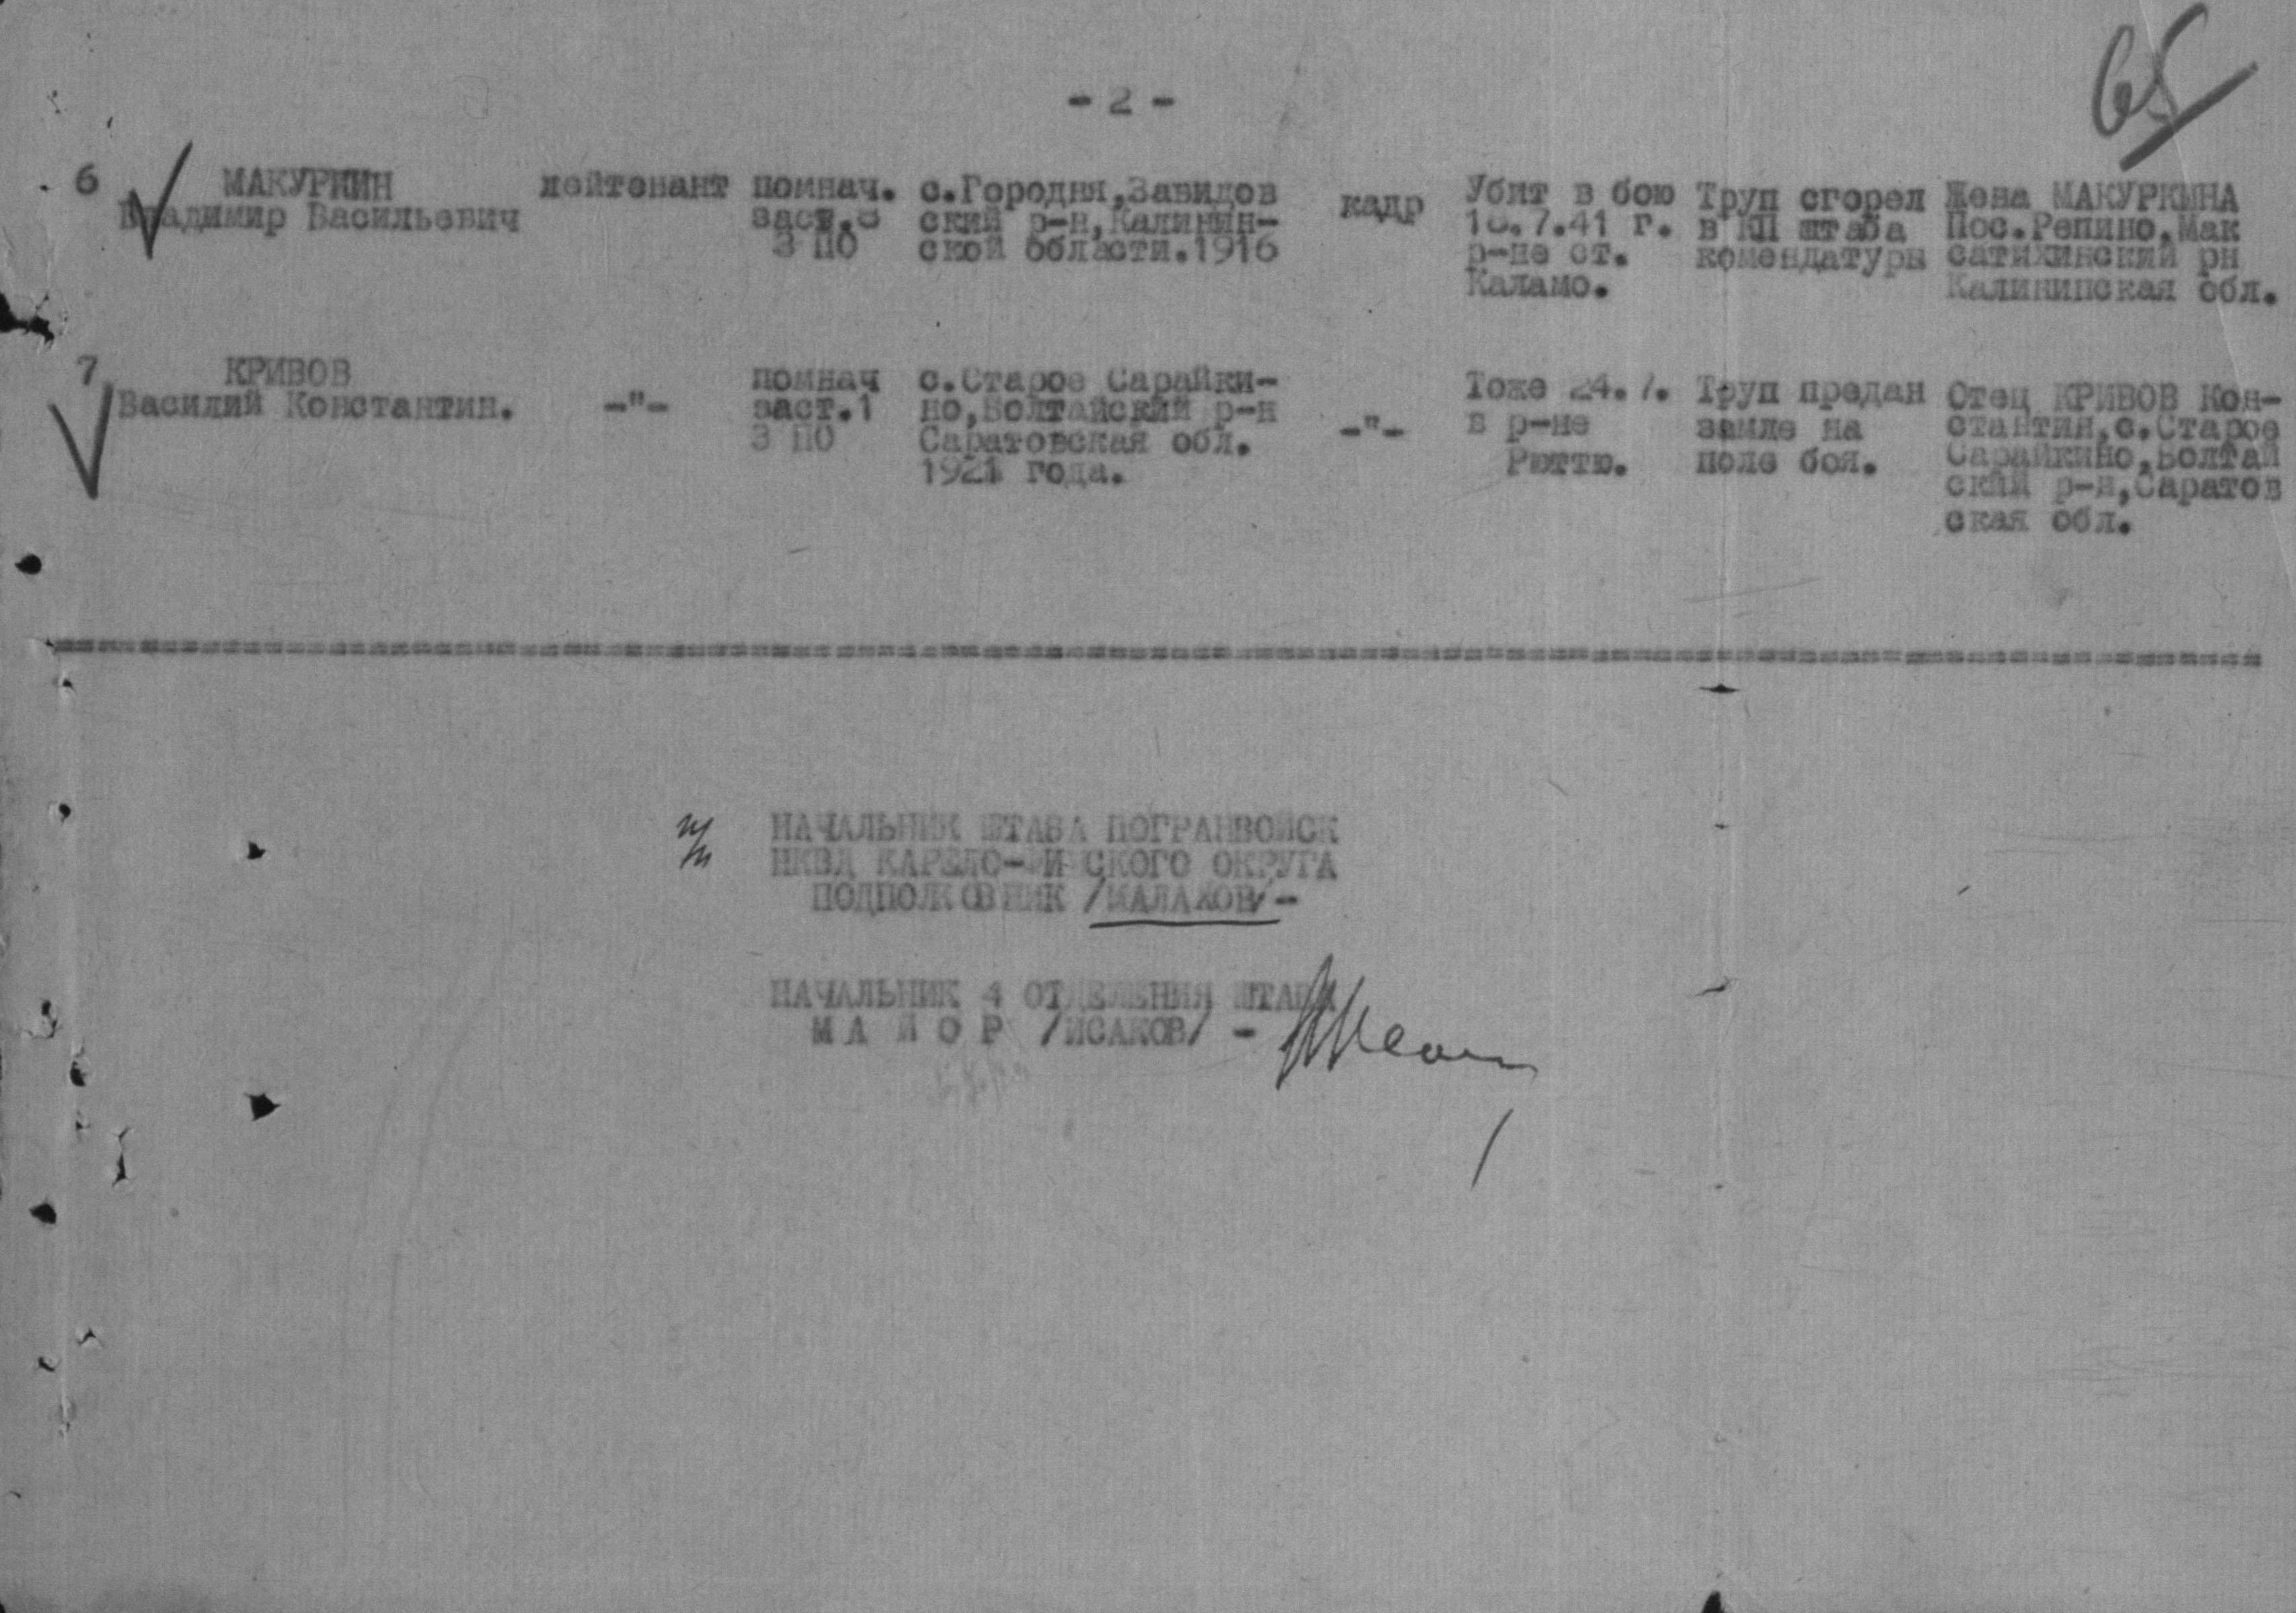 65
- 2 -
6 МАКУРКИН лейтенант помнач. с.Городня,Завидов кадр Убит в бою Труп сгорел Жена МАКУРКИНА
Владимир Васильевич заст.8 ский р-н,Калинин- 18.7.41 г. в КП штаба Пос.Репино,Мак
3 ПО ской области.1916 р-не ст. комендатуры сатихинский рн
Каламо. Калининская обл.
7 КРИВОВ помнач с.Старое Сарайки- Тоже 24.7. Труп предан Отец КРИВОВ Кон-
Василий Константин. -"- заст.1 но,Болтайский р-н -"- в р-не земле на стантин,с.Старое
3 ПО Саратовская обл. Рюттю. поле боя. Сарайкино,Болтай
1921 года. ский р-н,Саратов
ская обл.
НАЧАЛЬНИК ШТАБА ПОГРАНВОЙСК
НКВД КАРЕЛО-ФИНСКОГО ОКРУГА
ПОДПОЛКОВНИК /МАЛАХОВ/-
НАЧАЛЬНИК 4 ОТДЕЛЕНИЯ ШТАБА
М А Й О Р /ИСАКОВ/ -